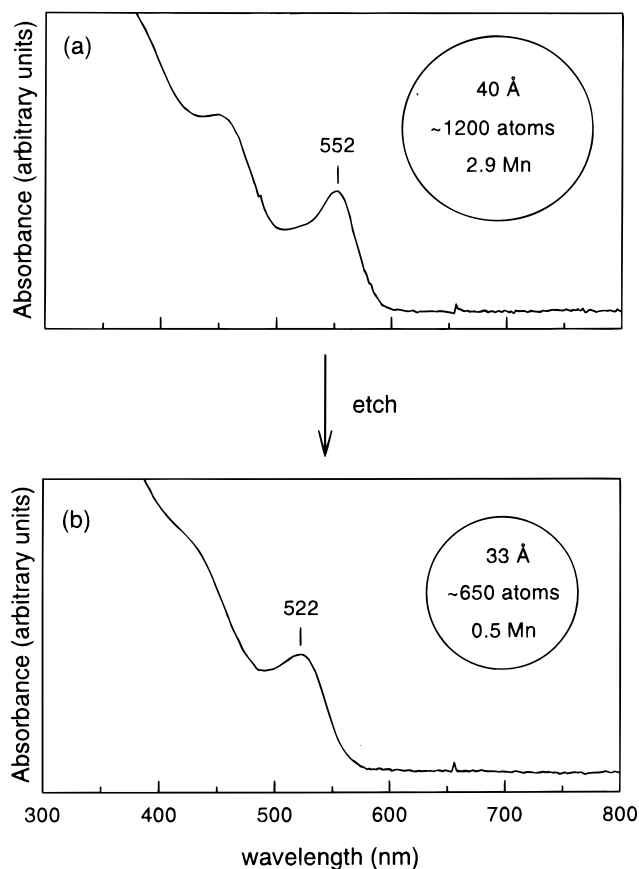 (a)
Absorbance (arbitrary units)
552
40 Å
~1200 atoms
2.9 Mn
etch
(b)
Absorbance (arbitrary units)
522
33 Å
~650 atoms
0.5 Mn
300 400 500 600 700 800
wavelength (nm)